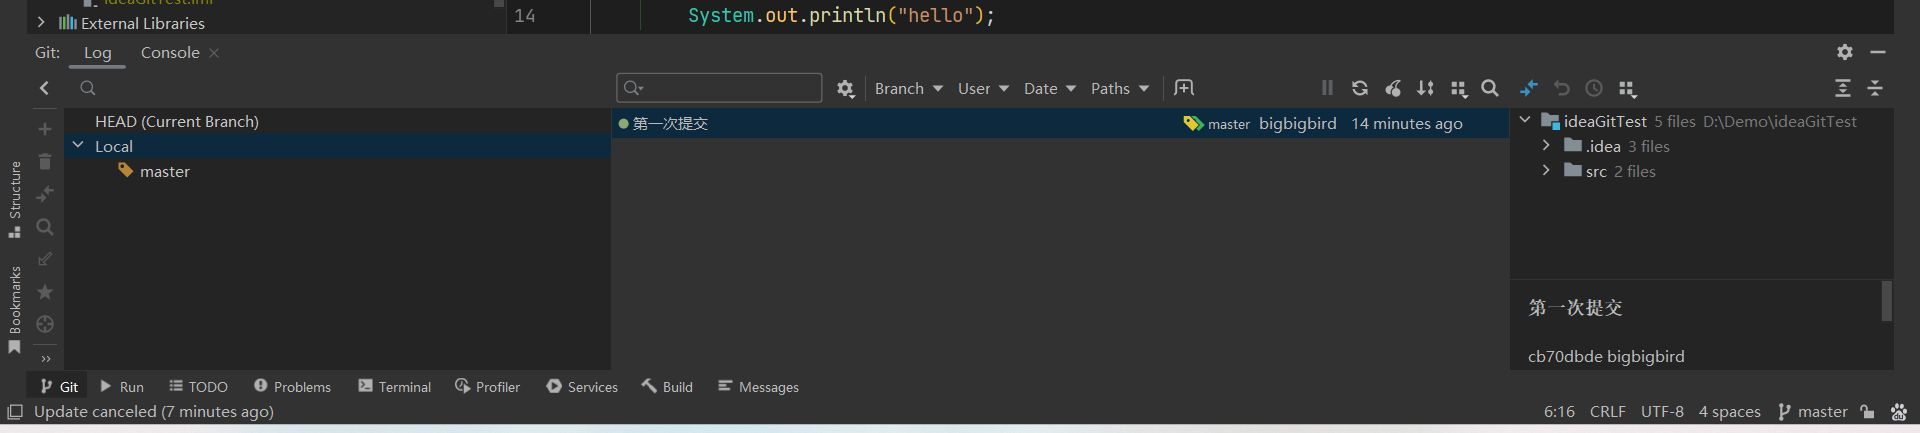 ideaGitTest.iml
External Libraries
14 System.out.println("hello");
Git: Log Console
Branch User Date Paths
HEAD (Current Branch)
Local
master
第一次提交 master bigbigbird 14 minutes ago
ideaGitTest 5 files D:\Demo\ideaGitTest
.idea 3 files
src 2 files
第一次提交
cb70dbde bigbigbird
Structure
Bookmarks
Git Run TODO Problems Terminal Profiler Services Build Messages
Update canceled (7 minutes ago) 6:16 CRLF UTF-8 4 spaces master du